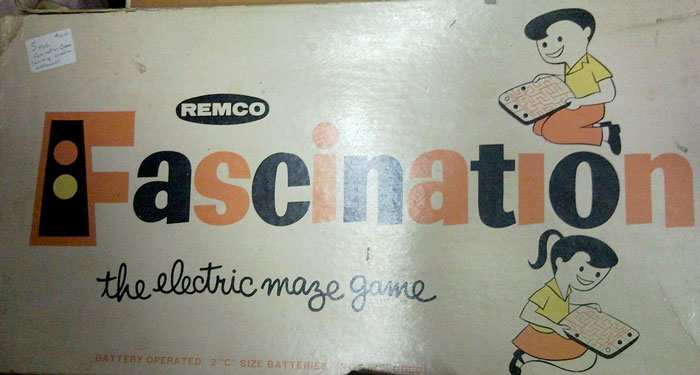 REMCO
Fascination
the electric maze game
BATTERY OPERATED 2 "C" SIZE BATTERIES